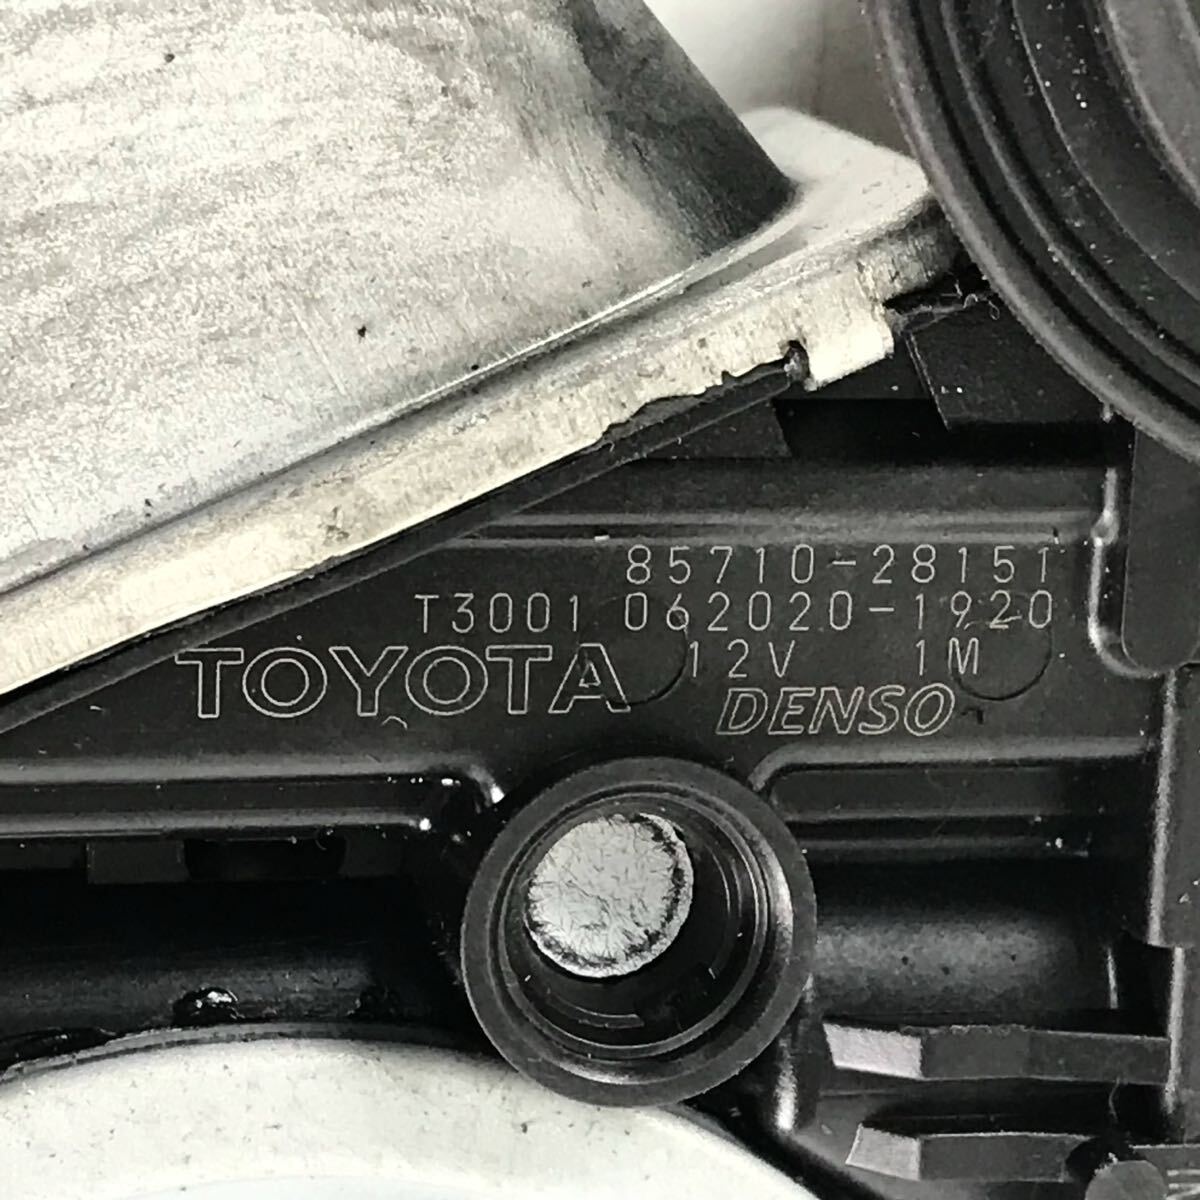 85710-28151
T3001 062020-1920
TOYOTA 12V 1M
DENSO